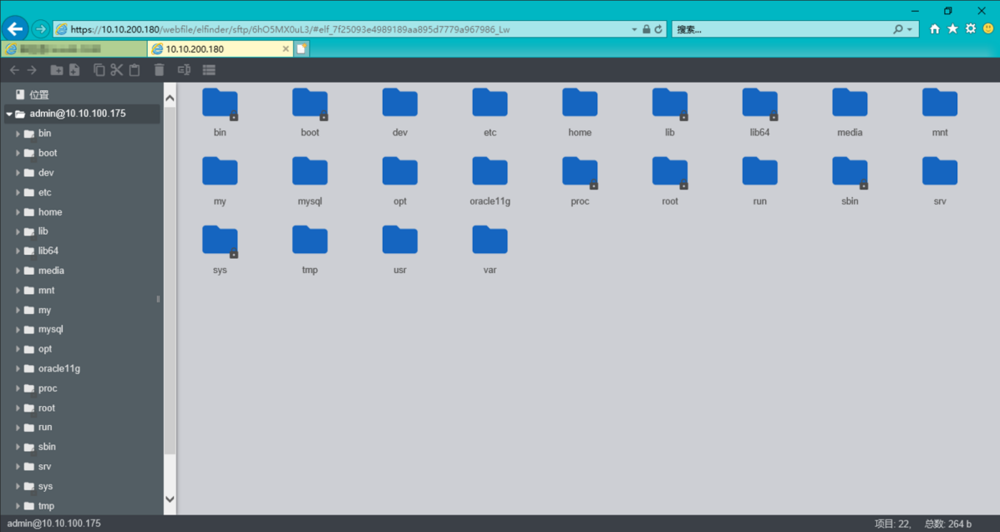 https://10.10.200.180/webfile/elfinder/sftp/6hO5MX0uL3/#elf_7f25093e4989189aa895d7779a967986_Lw
搜索...
10.10.200.180
位置
admin@10.10.100.175
bin
boot
dev
etc
home
lib
lib64
media
mnt
my
mysql
opt
oracle11g
proc
root
run
sbin
srv
sys
tmp
bin boot dev etc home lib lib64 media mnt
my mysql opt oracle11g proc root run sbin srv
sys tmp usr var
admin@10.10.100.175
项目: 22, 总数: 264 b